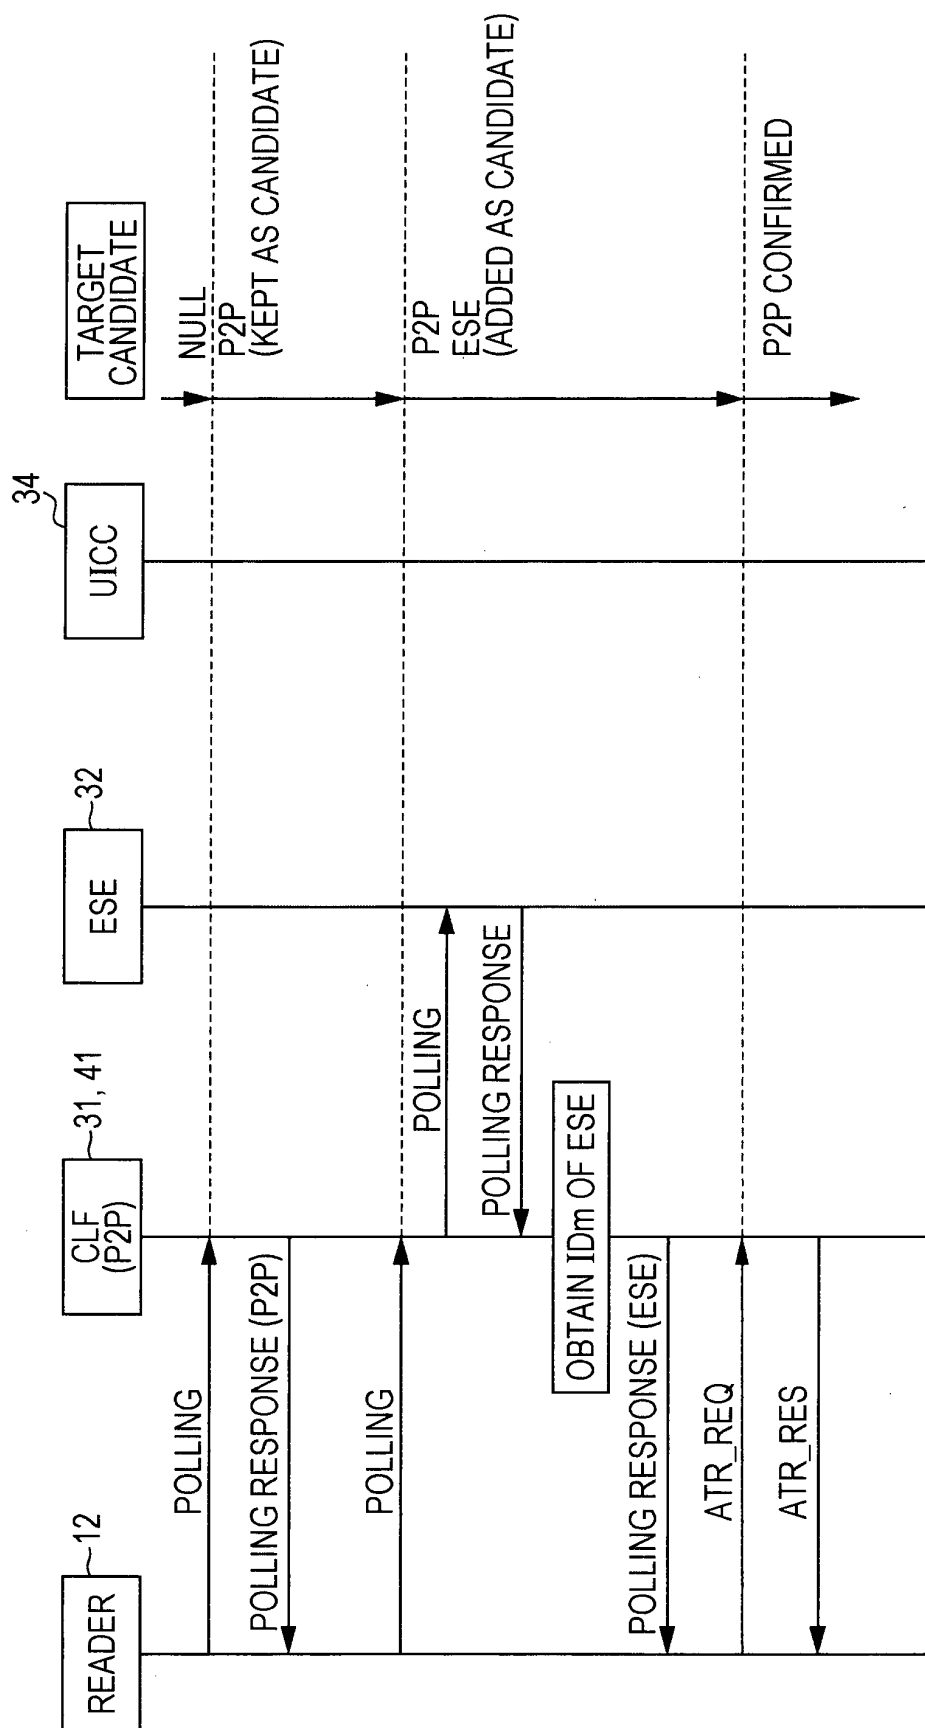 READER
12
CLF
(P2P)
31, 41
ESE
32
UICC
34
TARGET
CANDIDATE
POLLING
NULL
P2P
(KEPT AS CANDIDATE)
POLLING RESPONSE (P2P)
POLLING
P2P
ESE
(ADDED AS CANDIDATE)
POLLING
POLLING RESPONSE
OBTAIN IDm OF ESE
POLLING RESPONSE (ESE)
ATR_REQ
P2P CONFIRMED
ATR_RES